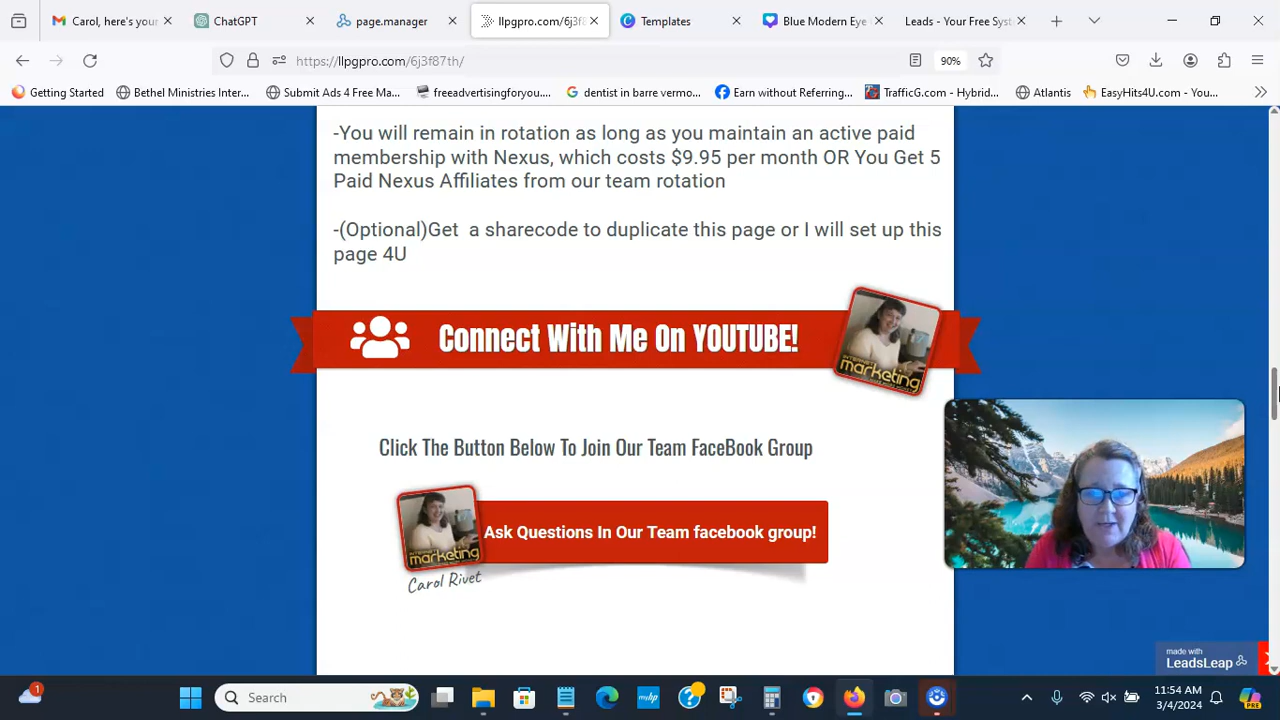 Carol, here's your
ChatGPT
page.manager
llpgpro.com/6j3f8
Templates
Blue Modern Eye
Leads - Your Free Syst
https://llpgpro.com/6j3f87th/
90%
Getting Started
Bethel Ministries Inter...
Submit Ads 4 Free Ma...
freeadvertisingforyou....
dentist in barre vermo...
Earn without Referring...
TrafficG.com - Hybrid...
Atlantis
EasyHits4U.com - You...
-You will remain in rotation as long as you maintain an active paid
membership with Nexus, which costs $9.95 per month OR You Get 5
Paid Nexus Affiliates from our team rotation
-(Optional)Get a sharecode to duplicate this page or I will set up this
page 4U
Connect With Me On YOUTUBE!
INTERNET
marketing
Click The Button Below To Join Our Team FaceBook Group
INTERNET
marketing
Ask Questions In Our Team facebook group!
Carol Rivet
made with
LeadsLeap
1
Search
hp
11:54 AM
3/4/2024
PRE